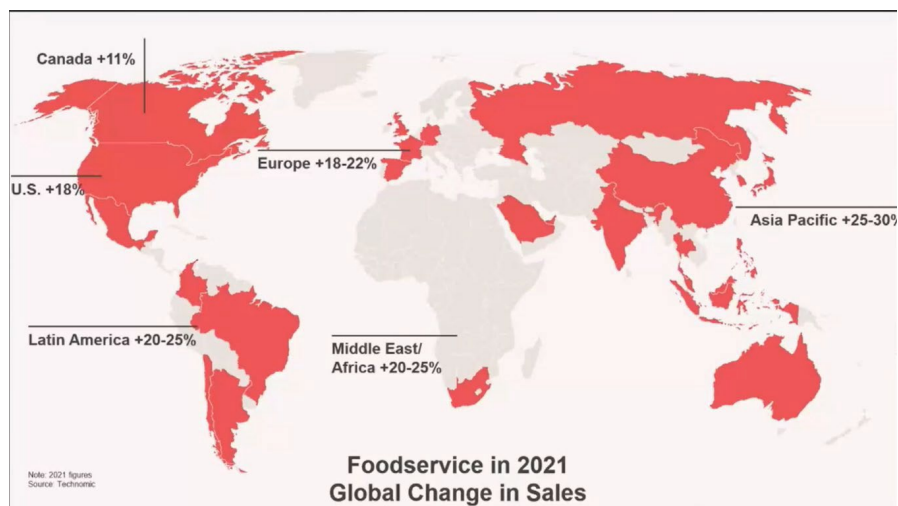 Canada +11%
Europe +18-22%
U.S. +18%
Asia Pacific +25-30%
Latin America +20-25%
Middle East/
Africa +20-25%
Foodservice in 2021
Global Change in Sales
Note: 2021 figures
Source: Technomic